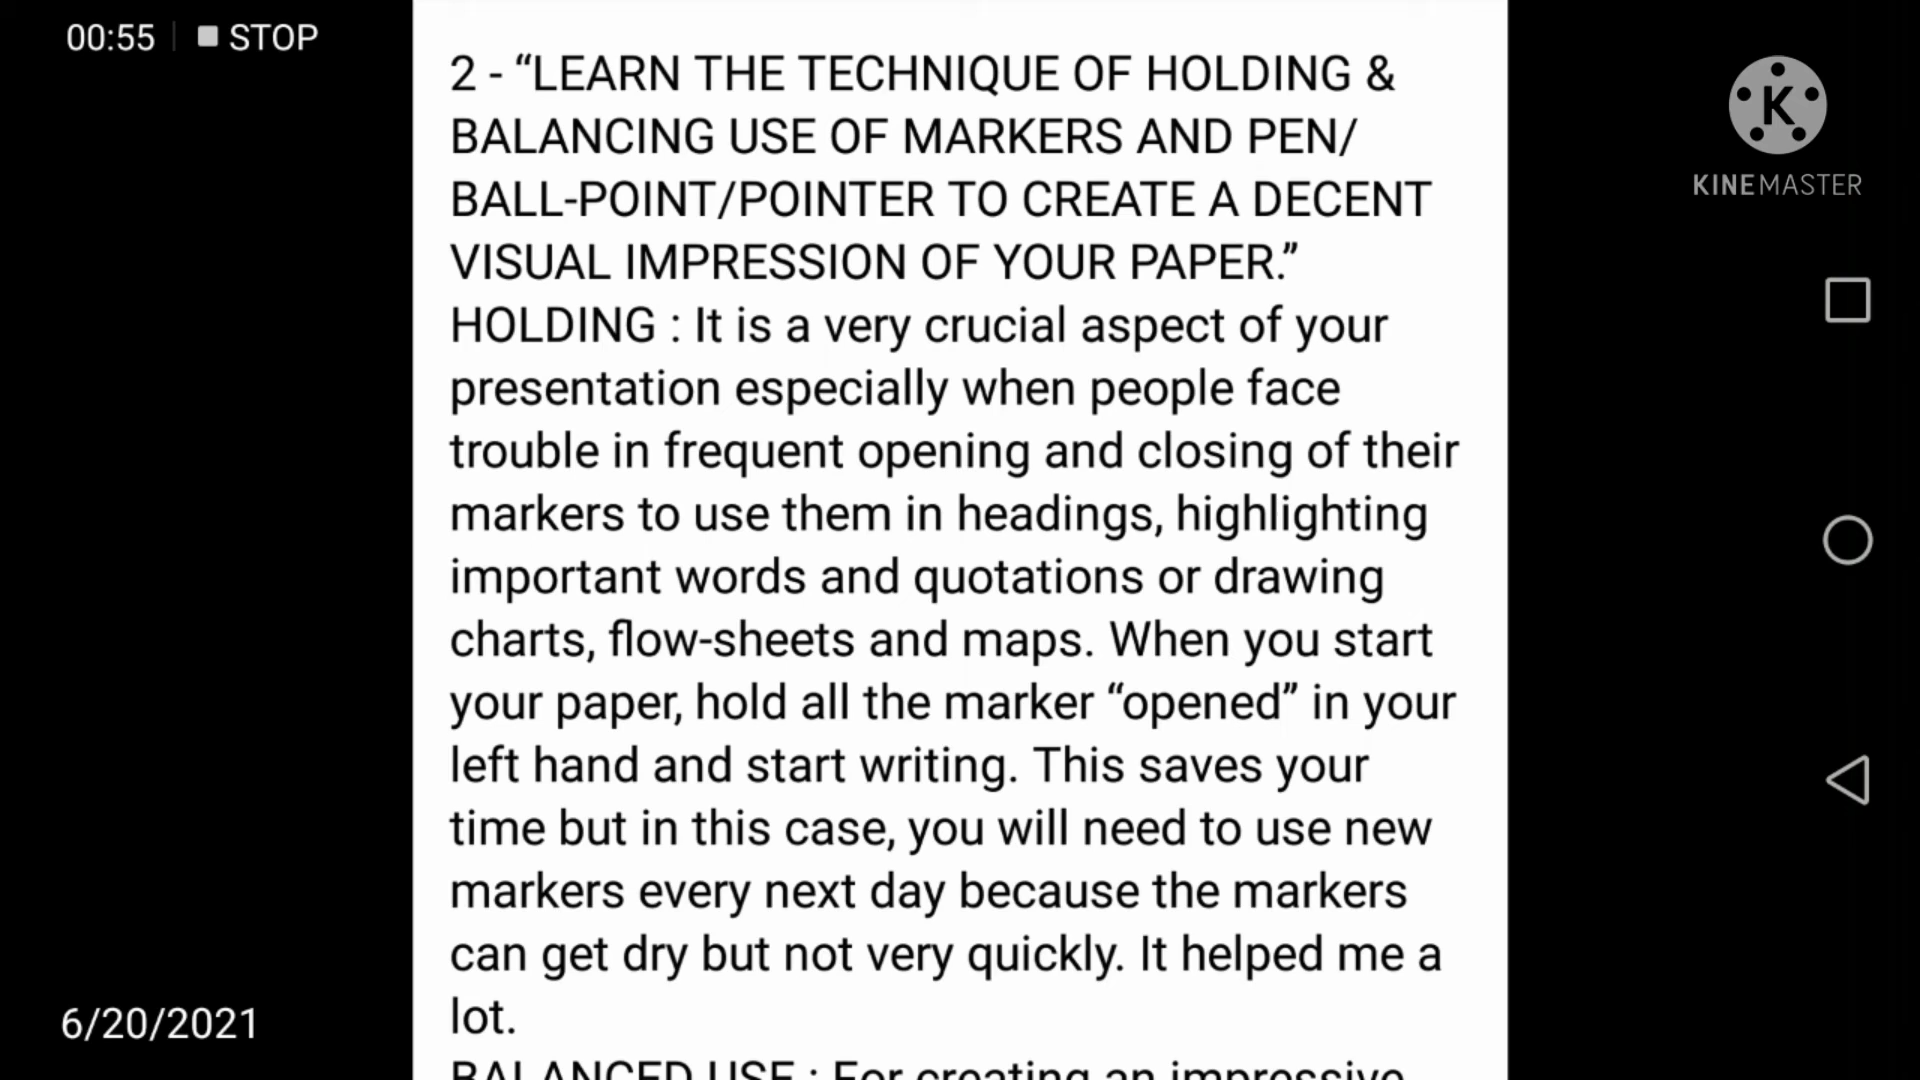 00:55 STOP
2 - “LEARN THE TECHNIQUE OF HOLDING &
BALANCING USE OF MARKERS AND PEN/
BALL-POINT/POINTER TO CREATE A DECENT
VISUAL IMPRESSION OF YOUR PAPER.”
HOLDING : It is a very crucial aspect of your
presentation especially when people face
trouble in frequent opening and closing of their
markers to use them in headings, highlighting
important words and quotations or drawing
charts, flow-sheets and maps. When you start
your paper, hold all the marker “opened” in your
left hand and start writing. This saves your
time but in this case, you will need to use new
markers every next day because the markers
can get dry but not very quickly. It helped me a
lot.
BALANCED USE : For creating an impressive
K
KINEMASTER
6/20/2021